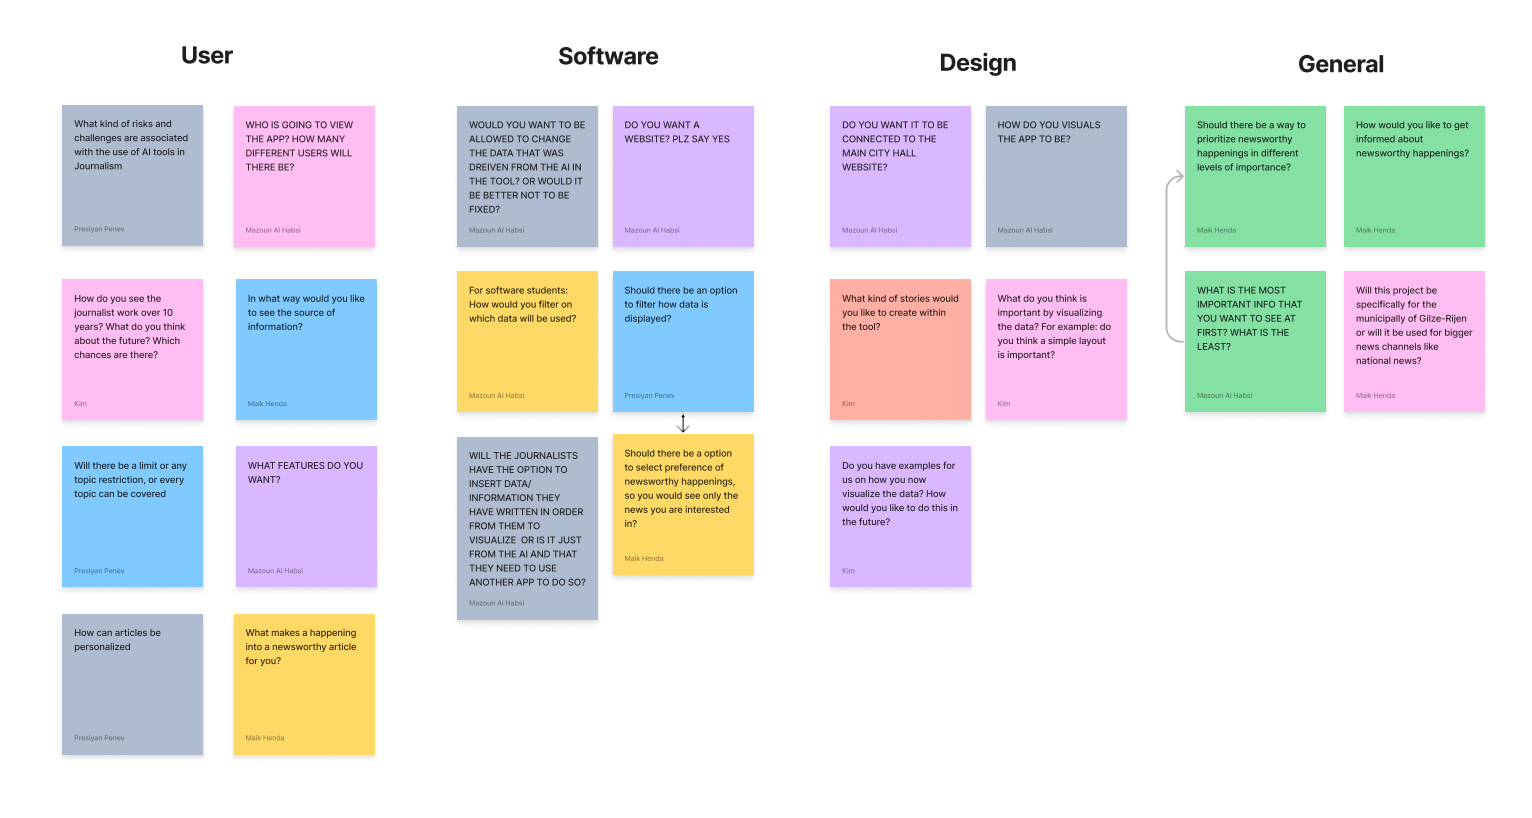 User
What kind of risks and
challenges are associated
with the use of AI tools in
Journalism
Presiyan Penev
WHO IS GOING TO VIEW
THE APP? HOW MANY
DIFFERENT USERS WILL
THERE BE?
Mazoun Al Habsi
How do you see the
journalist work over 10
years? What do you think
about the future? Which
chances are there?
Kim
In what way would you like
to see the source of
information?
Maik Henda
Will there be a limit or any
topic restriction, or every
topic can be covered
Presiyan Penev
WHAT FEATURES DO YOU
WANT?
Mazoun Al Habsi
How can articles be
personalized
Presiyan Penev
What makes a happening
into a newsworthy article
for you?
Maik Henda
Software
WOULD YOU WANT TO BE
ALLOWED TO CHANGE
THE DATA THAT WAS
DREIVEN FROM THE AI IN
THE TOOL? OR WOULD IT
BE BETTER NOT TO BE
FIXED?
Mazoun Al Habsi
DO YOU WANT A
WEBSITE? PLZ SAY YES
Mazoun Al Habsi
For software students:
How would you filter on
which data will be used?
Mazoun Al Habsi
Should there be an option
to filter how data is
displayed?
Presiyan Penev
WILL THE JOURNALISTS
HAVE THE OPTION TO
INSERT DATA/
INFORMATION THEY
HAVE WRITTEN IN ORDER
FROM THEM TO
VISUALIZE OR IS IT JUST
FROM THE AI AND THAT
THEY NEED TO USE
ANOTHER APP TO DO SO?
Mazoun Al Habsi
Should there be a option
to select preference of
newsworthy happenings,
so you would see only the
news you are interested
in?
Maik Henda
Design
DO YOU WANT IT TO BE
CONNECTED TO THE
MAIN CITY HALL
WEBSITE?
Mazoun Al Habsi
HOW DO YOU VISUALS
THE APP TO BE?
Mazoun Al Habsi
What kind of stories would
you like to create within
the tool?
Kim
What do you think is
important by visualizing
the data? For example: do
you think a simple layout
is important?
Kim
Do you have examples for
us on how you now
visualize the data? How
would you like to do this in
the future?
Kim
General
Should there be a way to
prioritize newsworthy
happenings in different
levels of importance?
Maik Henda
How would you like to get
informed about
newsworthy happenings?
Maik Henda
WHAT IS THE MOST
IMPORTANT INFO THAT
YOU WANT TO SEE AT
FIRST? WHAT IS THE
LEAST?
Mazoun Al Habsi
Will this project be
specifically for the
municipally of Gilze-Rijen
or will it be used for bigger
news channels like
national news?
Maik Henda